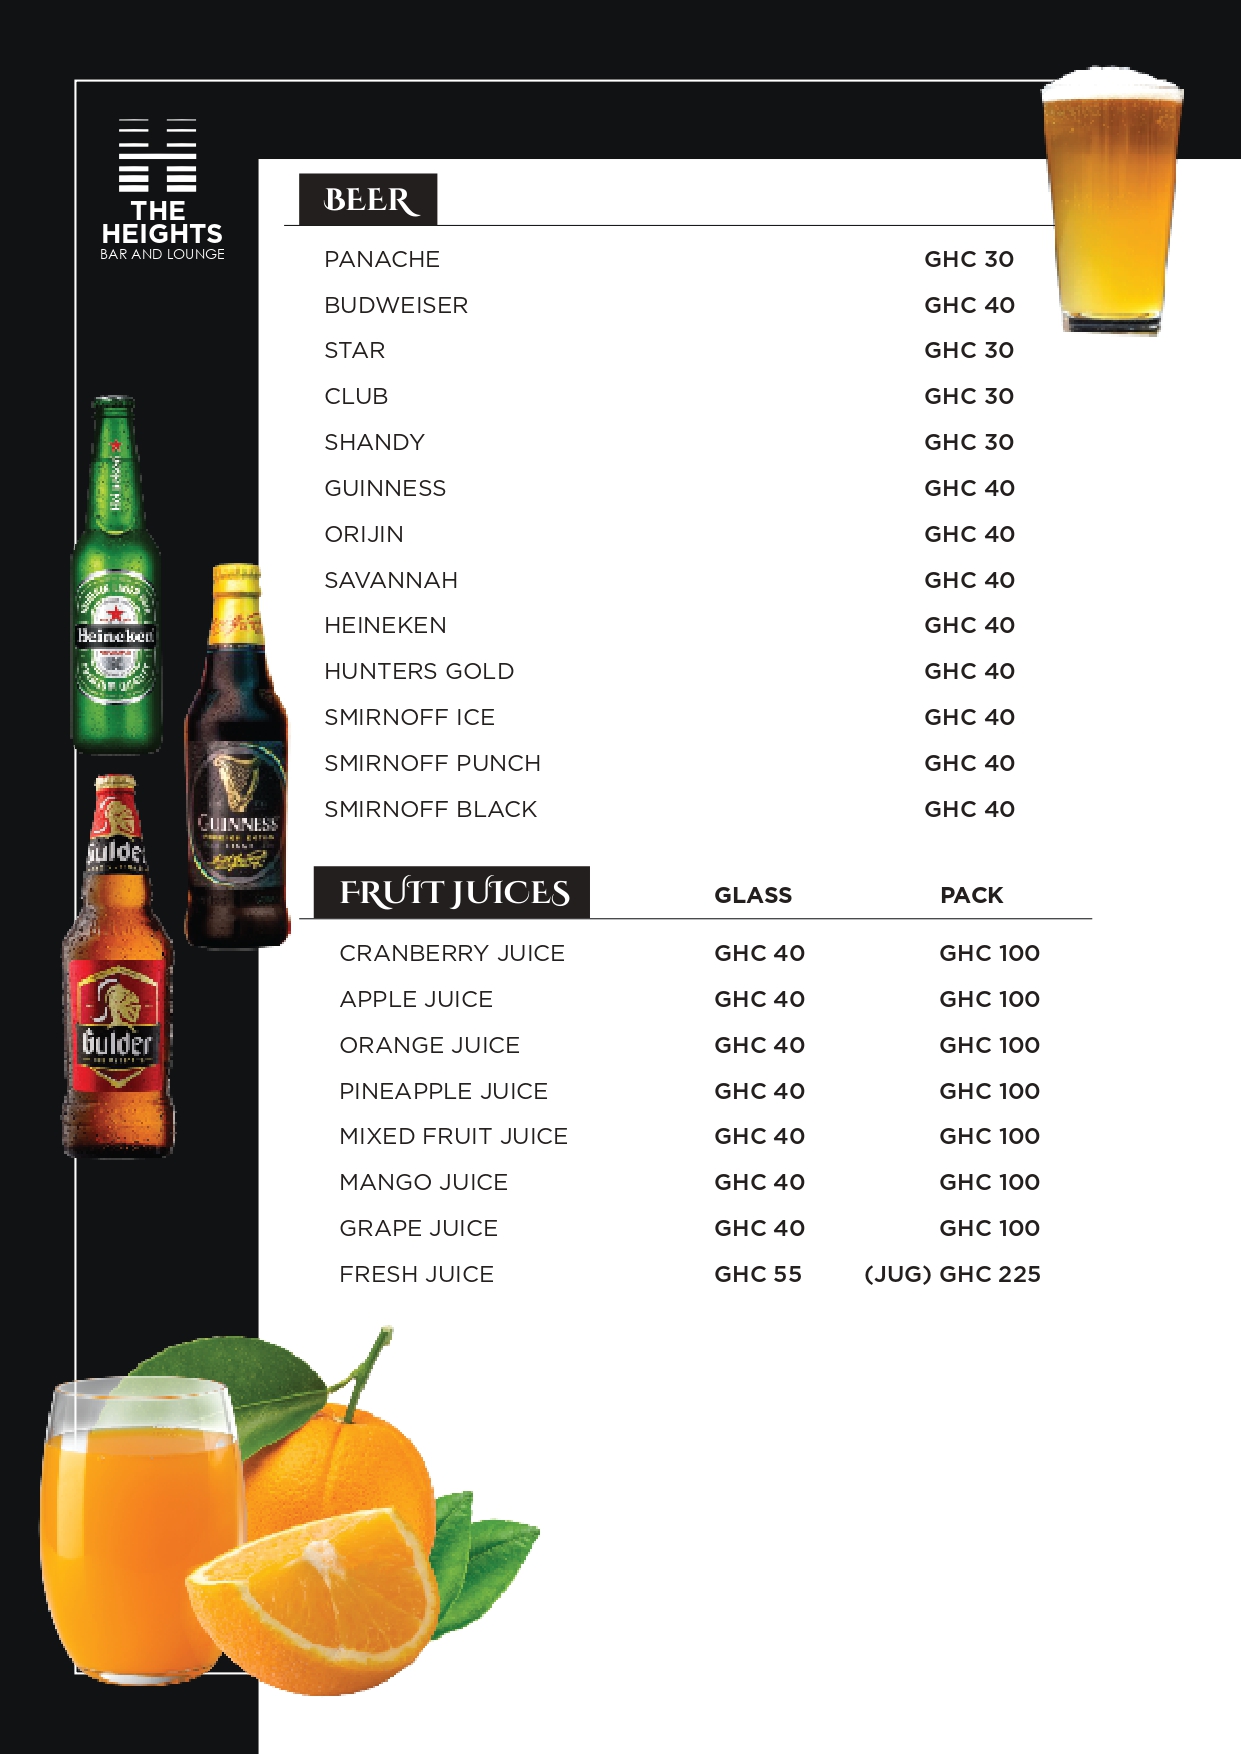 THE
HEIGHTS
BAR AND LOUNGE
BEER
PANACHE GHC 30
BUDWEISER GHC 40
STAR GHC 30
CLUB GHC 30
SHANDY GHC 30
GUINNESS GHC 40
ORIJIN GHC 40
SAVANNAH GHC 40
HEINEKEN GHC 40
HUNTERS GOLD GHC 40
SMIRNOFF ICE GHC 40
SMIRNOFF PUNCH GHC 40
SMIRNOFF BLACK GHC 40
Heineken
Heineken
GUINNESS
Gulder
Gulder
FRUIT JUICES GLASS PACK
CRANBERRY JUICE GHC 40 GHC 100
APPLE JUICE GHC 40 GHC 100
ORANGE JUICE GHC 40 GHC 100
PINEAPPLE JUICE GHC 40 GHC 100
MIXED FRUIT JUICE GHC 40 GHC 100
MANGO JUICE GHC 40 GHC 100
GRAPE JUICE GHC 40 GHC 100
FRESH JUICE GHC 55 (JUG) GHC 225